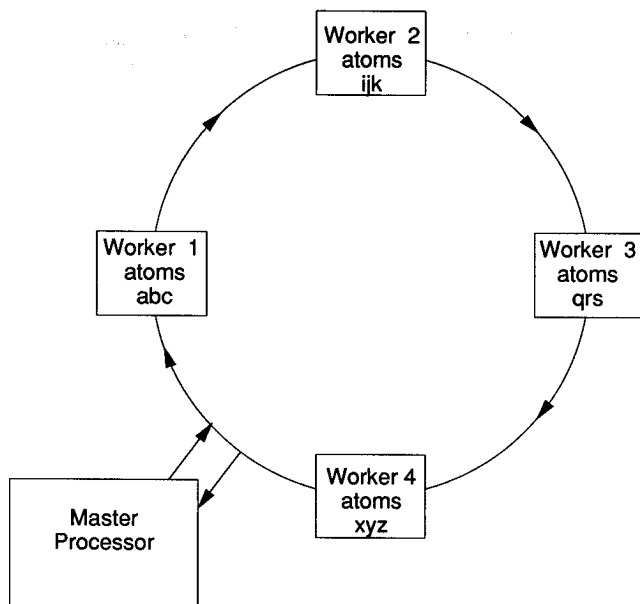 Worker 2
atoms
ijk
Worker 1
atoms
abc
Worker 3
atoms
qrs
Worker 4
atoms
xyz
Master
Processor